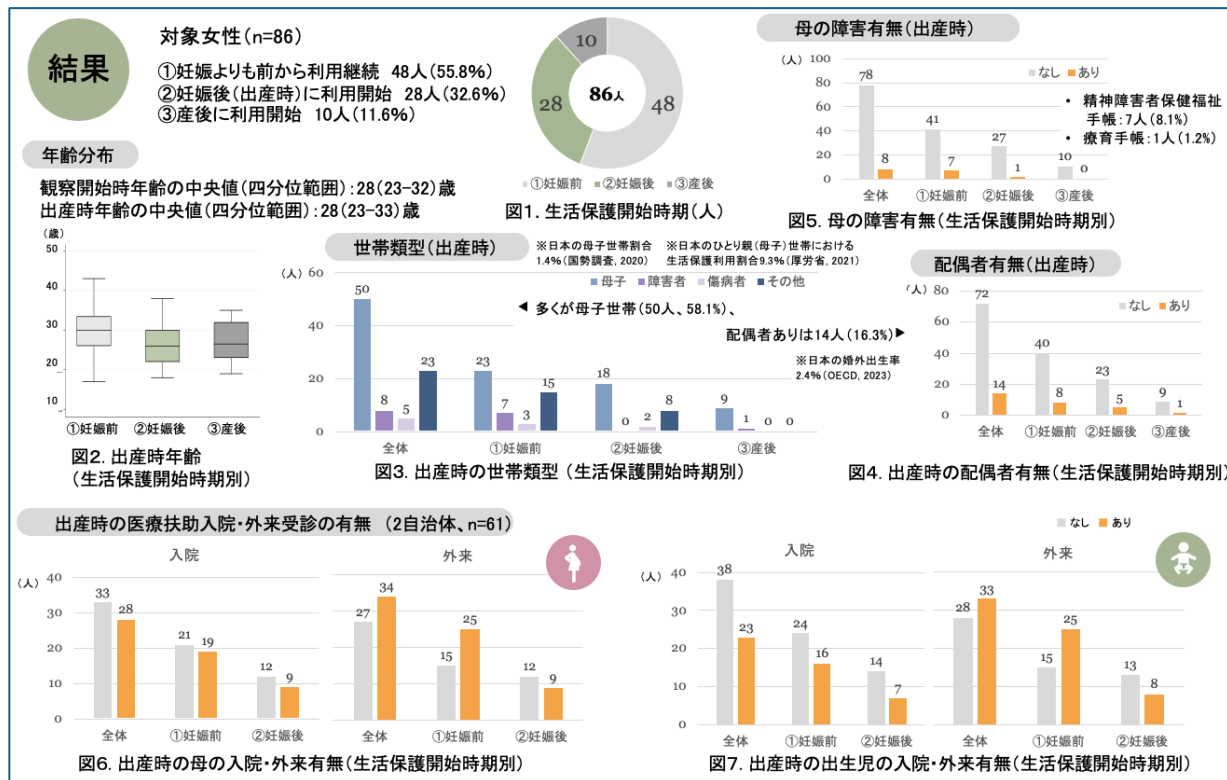 結果
対象女性(n=86)
①妊娠よりも前から利用継続 48人(55.8%)
②妊娠後(出産時)に利用開始 28人(32.6%)
③産後に利用開始 10人(11.6%)
年齢分布
観察開始時年齢の中央値(四分位範囲):28(23-32)歳
出産時年齢の中央値(四分位範囲):28(23-33)歳
(歳)
50
40
30
20
10
①妊娠前 ②妊娠後 ③産後
図2. 出産時年齢
(生活保護開始時期別)
10
28
86人
48
①妊娠前 ②妊娠後 ③産後
図1. 生活保護開始時期(人)
母の障害有無(出産時)
(人)
100
80
60
40
20
0
なし あり
78 8 41 7 27 1 10 0
全体 ①妊娠前 ②妊娠後 ③産後
• 精神障害者保健福祉
手帳:7人(8.1%)
• 療育手帳:1人(1.2%)
図5. 母の障害有無(生活保護開始時期別)
世帯類型(出産時)
※日本の母子世帯割合
1.4%(国勢調査, 2020)
※日本のひとり親(母子)世帯における
生活保護利用割合9.3%(厚労省, 2021)
(人)
60
40
20
0
母子 障害者 傷病者 その他
◀ 多くが母子世帯(50人、58.1%)、
配偶者ありは14人(16.3%)▶
※日本の婚外出生率
2.4%(OECD, 2023)
50 8 5 23 23 7 3 15 18 0 2 8 9 1 0 0
全体 ①妊娠前 ②妊娠後 ③産後
図3. 出産時の世帯類型 (生活保護開始時期別)
配偶者有無(出産時)
(人)
80
60
40
20
0
なし あり
72 14 40 8 23 5 9 1
全体 ①妊娠前 ②妊娠後 ③産後
図4. 出産時の配偶者有無(生活保護開始時期別)
出産時の医療扶助入院・外来受診の有無 (2自治体、n=61)
入院
外来
(人)
40
30
20
10
0
33 28 21 19 12 9
全体 ①妊娠前 ②妊娠後
27 34 15 25 12 9
全体 ①妊娠前 ②妊娠後
図6. 出産時の母の入院・外来有無(生活保護開始時期別)
なし あり
入院
外来
(人)
40
30
20
10
0
38 23 24 16 14 7
全体 ①妊娠前 ②妊娠後
28 33 15 25 13 8
全体 ①妊娠前 ②妊娠後
図7. 出産時の出生児の入院・外来有無(生活保護開始時期別)